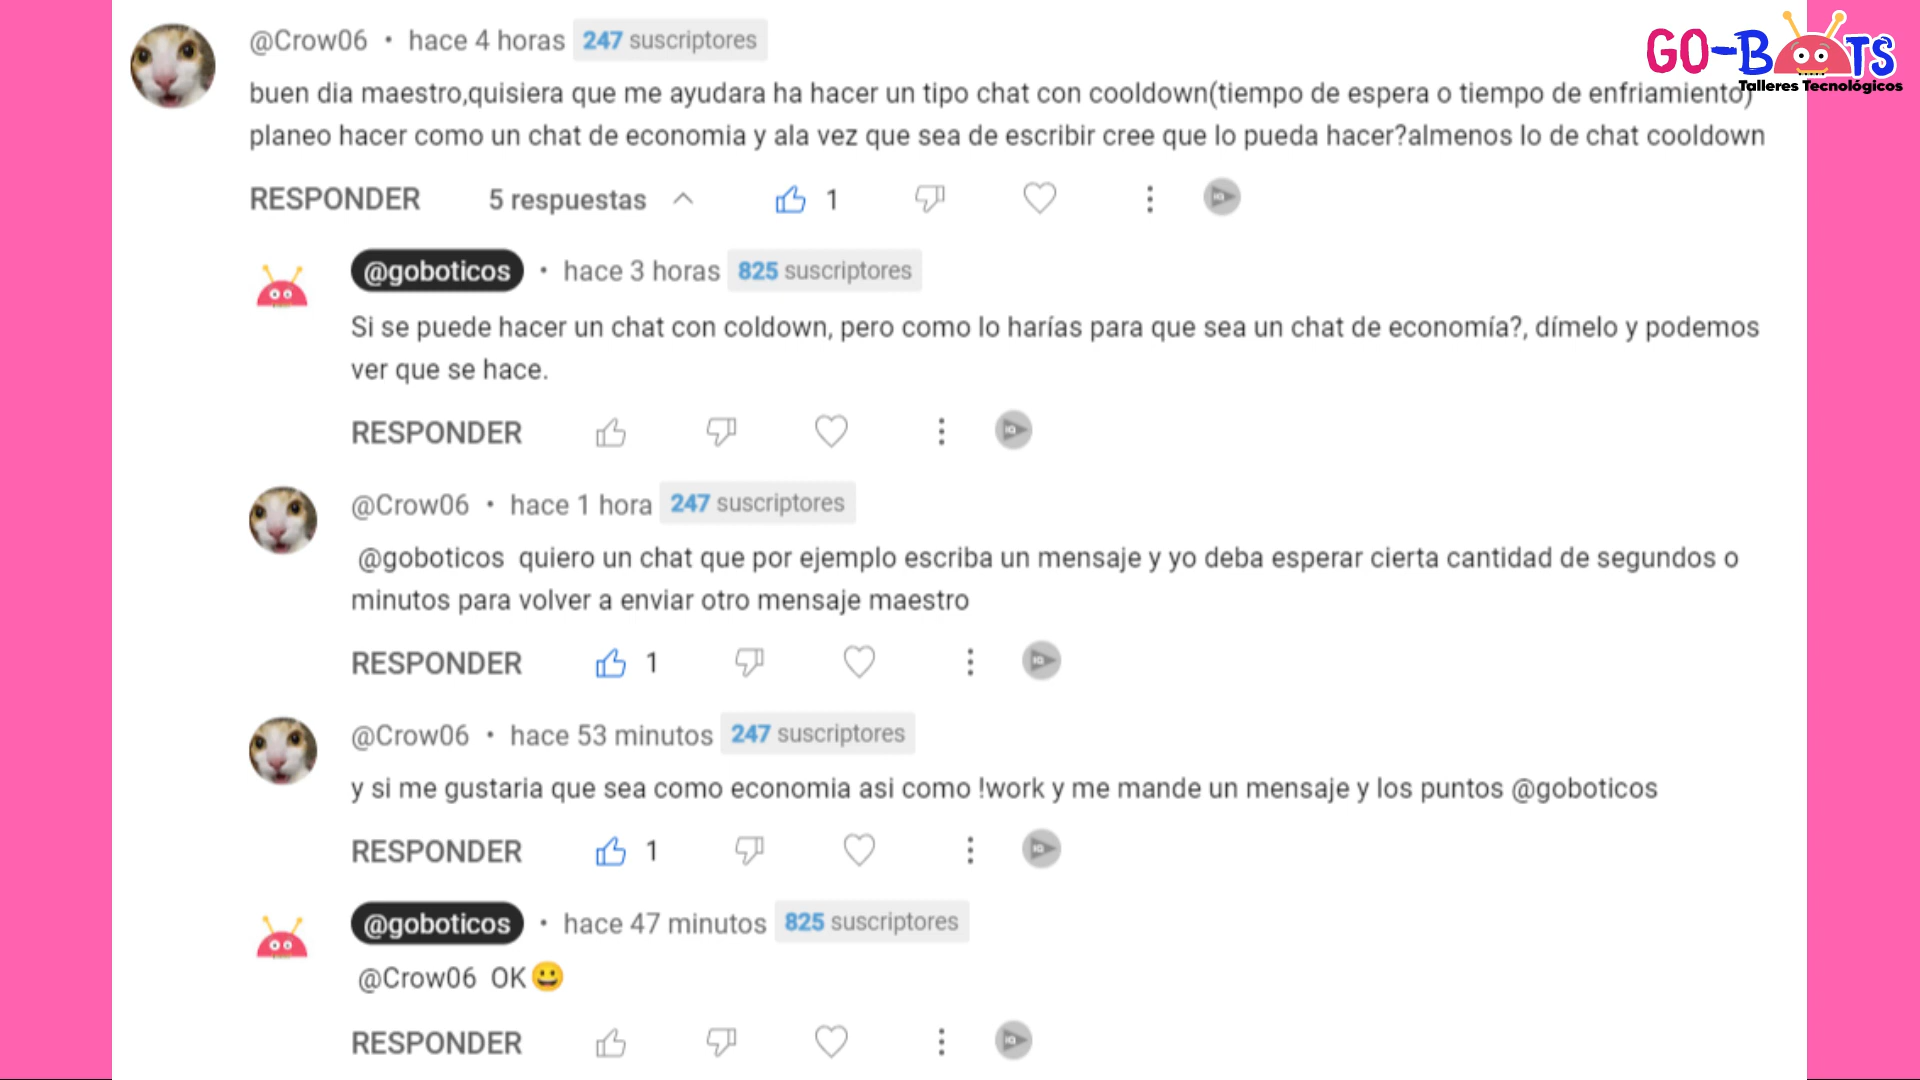 GO-BOTS
Talleres Tecnológicos
@Crow06 • hace 4 horas 247 suscriptores
buen dia maestro,quisiera que me ayudara ha hacer un tipo chat con cooldown(tiempo de espera o tiempo de enfriamiento)
planeo hacer como un chat de economia y ala vez que sea de escribir cree que lo pueda hacer?almenos lo de chat cooldown
RESPONDER 5 respuestas 1
@goboticos • hace 3 horas 825 suscriptores
Si se puede hacer un chat con coldown, pero como lo harías para que sea un chat de economía?, dímelo y podemos
ver que se hace.
RESPONDER
@Crow06 • hace 1 hora 247 suscriptores
@goboticos quiero un chat que por ejemplo escriba un mensaje y yo deba esperar cierta cantidad de segundos o
minutos para volver a enviar otro mensaje maestro
RESPONDER 1
@Crow06 • hace 53 minutos 247 suscriptores
y si me gustaria que sea como economia asi como !work y me mande un mensaje y los puntos @goboticos
RESPONDER 1
@goboticos • hace 47 minutos 825 suscriptores
@Crow06 OK😀
RESPONDER